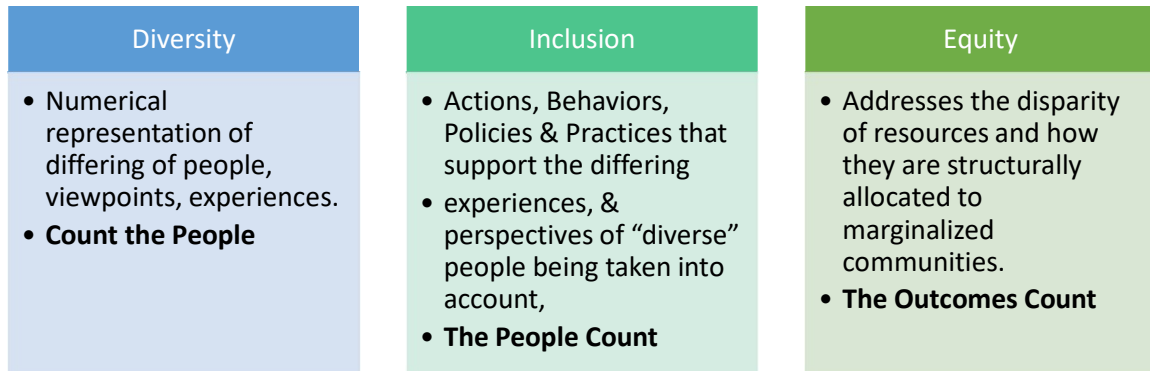 Diversity
• Numerical
representation of
differing of people,
viewpoints, experiences.
• Count the People
Inclusion
• Actions, Behaviors,
Policies & Practices that
support the differing
• experiences, &
perspectives of “diverse”
people being taken into
account,
• The People Count
Equity
• Addresses the disparity
of resources and how
they are structurally
allocated to
marginalized
communities.
• The Outcomes Count